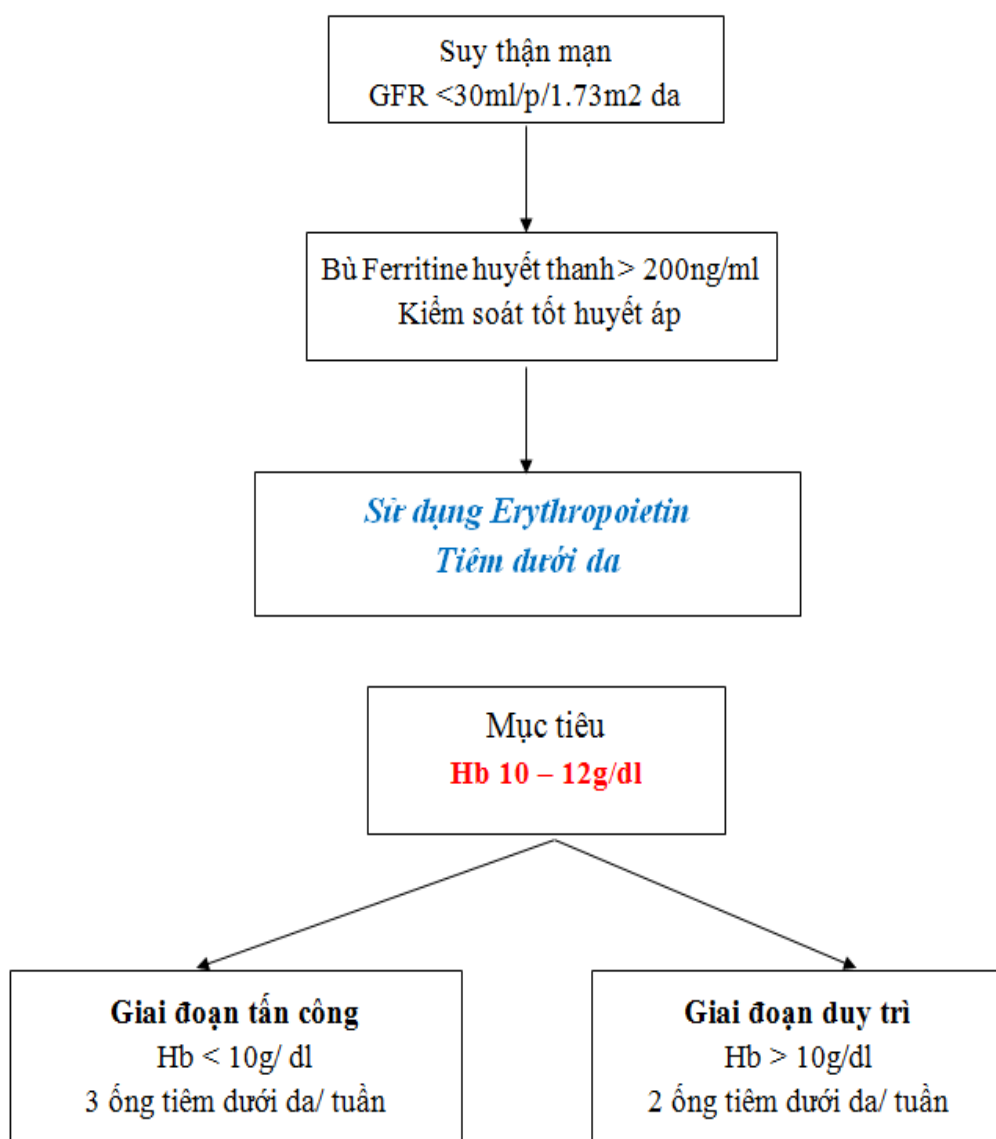 Suy thận mạn
GFR <30ml/p/1.73m2 da
Bù Ferritine huyết thanh > 200ng/ml
Kiểm soát tốt huyết áp
Sử dụng Erythropoietin
Tiêm dưới da
Mục tiêu
Hb 10 – 12g/dl
Giai đoạn tấn công
Hb < 10g/ dl
3 ống tiêm dưới da/ tuần
Giai đoạn duy trì
Hb > 10g/dl
2 ống tiêm dưới da/ tuần